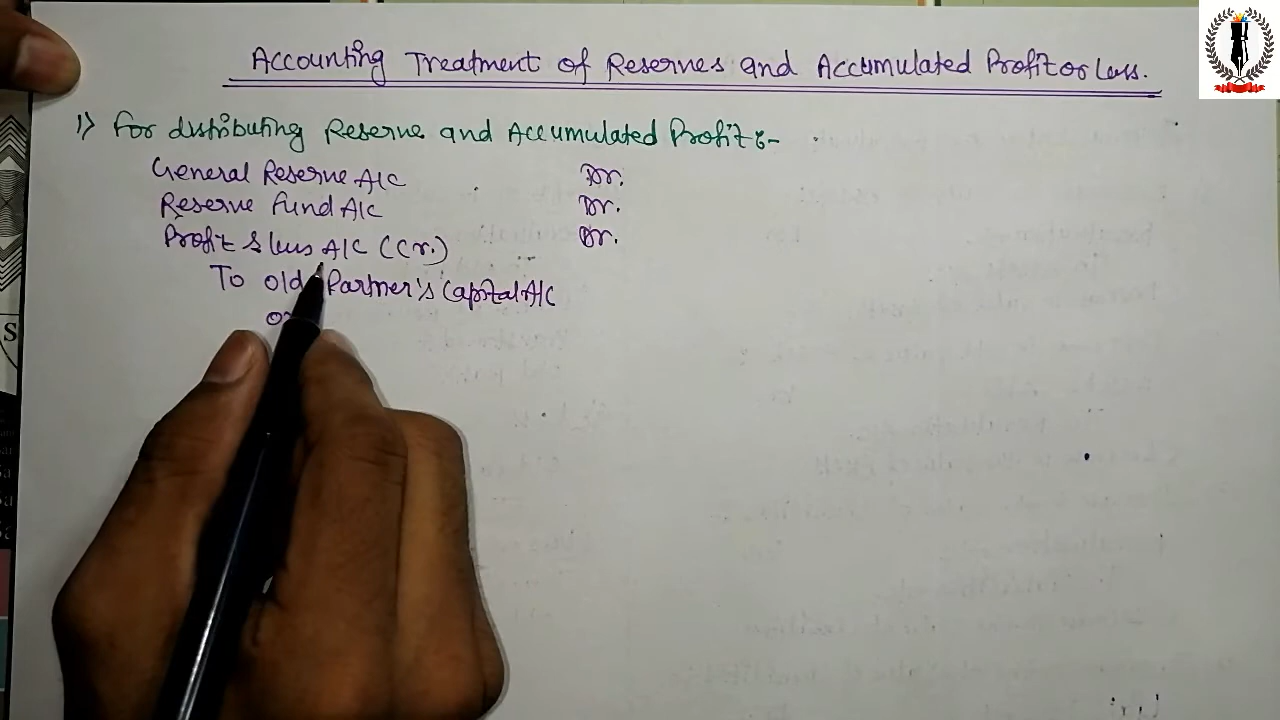 Accounting Treatment of Reserves and Accumulated Profit or Loss.
1) For distributing Reserve and Accumulated Profit :-
General Reserve A/C Dr.
Reserve Fund A/C Dr.
Profit & Loss A/C (Cr.) Dr.
To Old Partner's Capital A/C
or